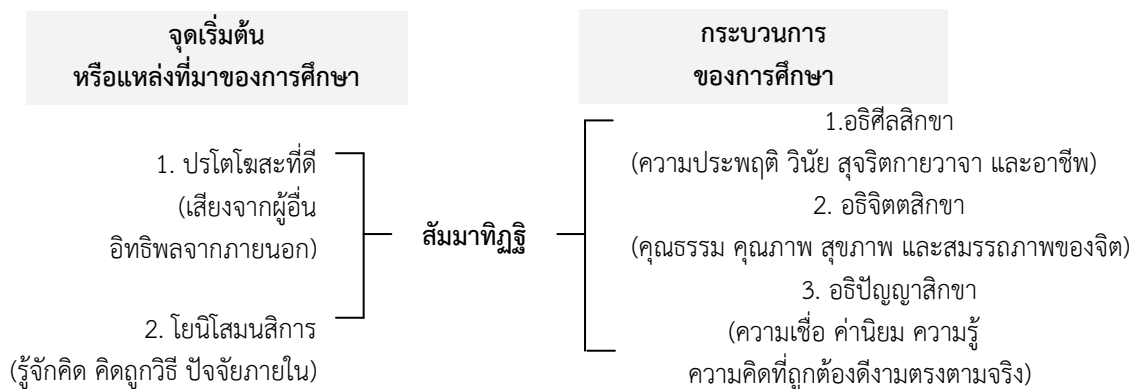 จุดเริ่มต้น
หรือแหล่งที่มาของการศึกษา
1. ปรโตโฆสะที่ดี
(เสียงจากผู้อื่น
อิทธิพลจากภายนอก)
2. โยนิโสมนสิการ
(รู้จักคิด คิดถูกวิธี ปัจจัยภายใน)
สัมมาทิฏฐิ
กระบวนการ
ของการศึกษา
1.อธิศีลสิกขา
(ความประพฤติ วินัย สุจริตกายวาจา และอาชีพ)
2. อธิจิตตสิกขา
(คุณธรรม คุณภาพ สุขภาพ และสมรรถภาพของจิต)
3. อธิปัญญาสิกขา
(ความเชื่อ ค่านิยม ความรู้
ความคิดที่ถูกต้องดีงามตรงตามจริง)